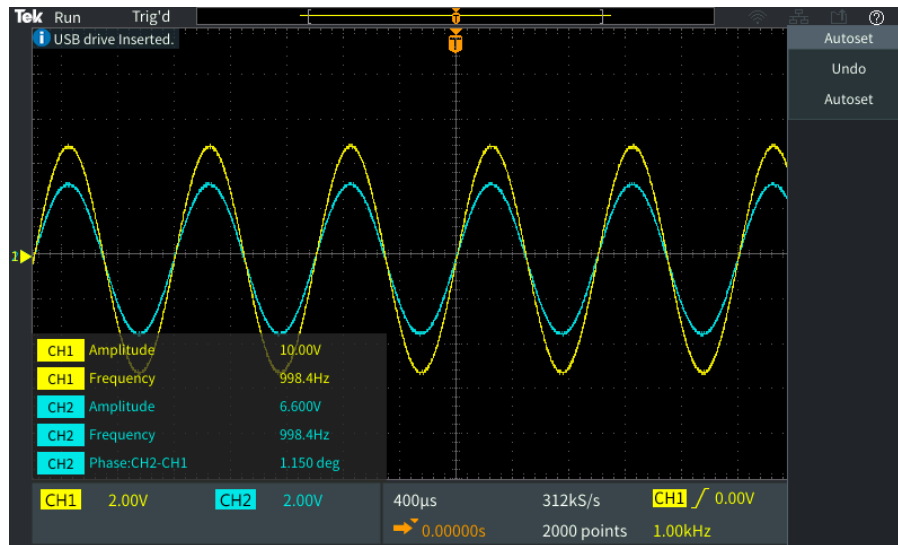 Tek Run Trig'd
T
i USB drive Inserted.
T
Autoset
Undo
Autoset
1
CH1 Amplitude 10.00V
CH1 Frequency 998.4Hz
CH2 Amplitude 6.600V
CH2 Frequency 998.4Hz
CH2 Phase:CH2-CH1 1.150 deg
CH1 2.00V CH2 2.00V 400µs 312kS/s CH1 0.00V
0.00000s 2000 points 1.00kHz